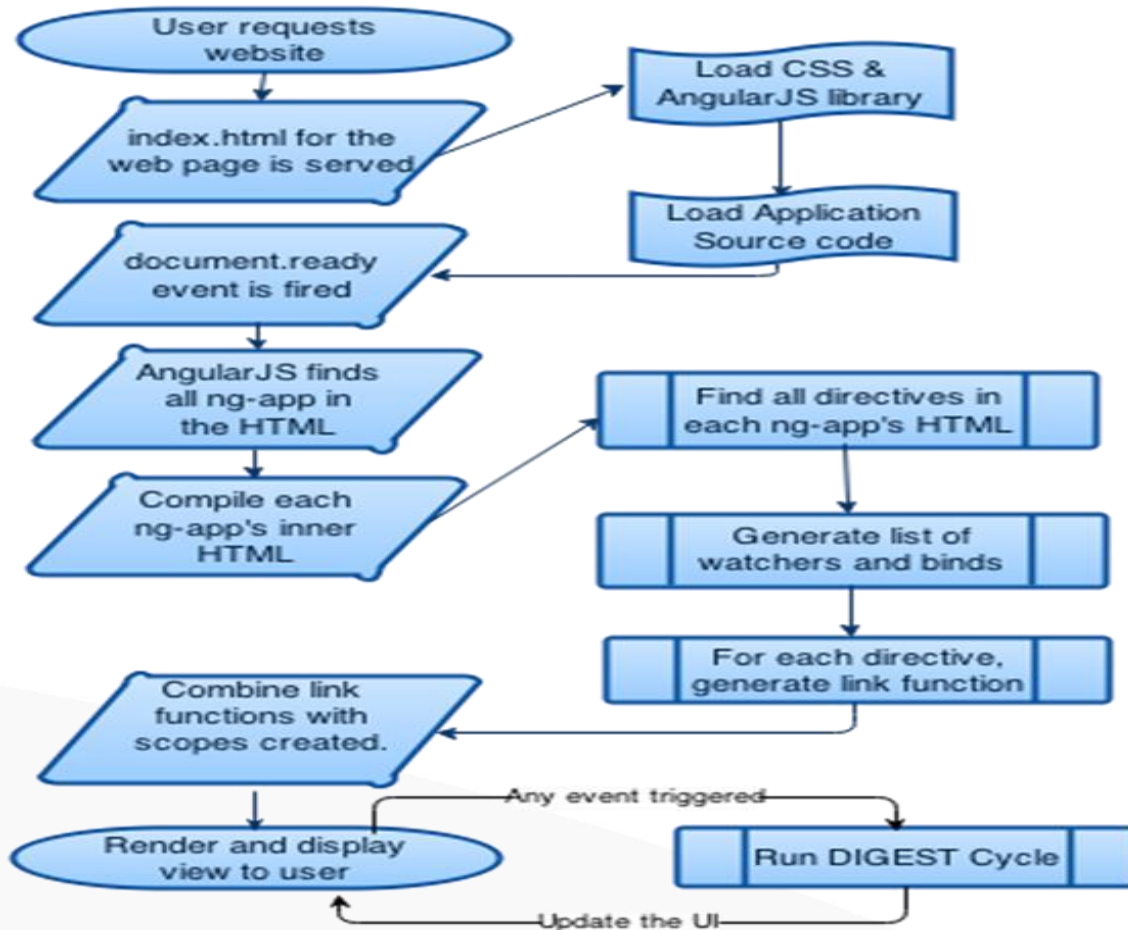 User requests
website
index.html for the
web page is served
Load CSS &
AngularJS library
Load Application
Source code
document.ready
event is fired
AngularJS finds
all ng-app in
the HTML
Compile each
ng-app's inner
HTML
Find all directives in
each ng-app's HTML
Generate list of
watchers and binds
For each directive,
generate link function
Combine link
functions with
scopes created.
Render and display
view to user
Any event triggered
Run DIGEST Cycle
Update the UI